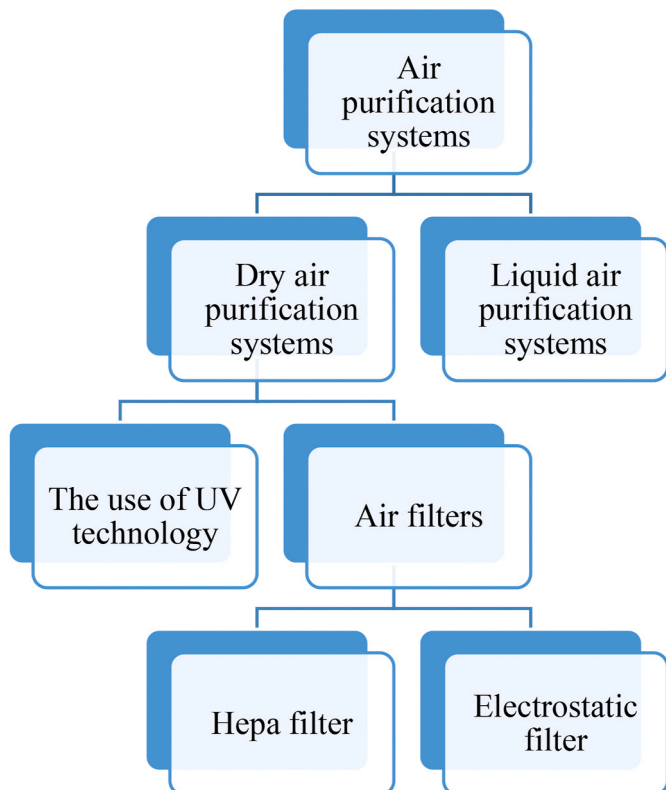 Air
purification
systems
Dry air
purification
systems
Liquid air
purification
systems
The use of UV
technology
Air filters
Hepa filter
Electrostatic
filter